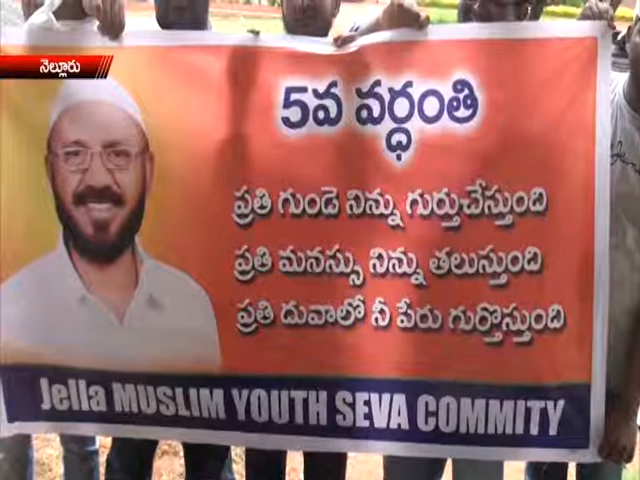 నెల్లూరు
5వ వర్ధంతి
ప్రతి గుండె నిన్ను గుర్తుచేస్తుంది
ప్రతి మనస్సు నిన్ను తలుస్తుంది
ప్రతి దువాలో నీ పేరు గుర్తొస్తుంది
Jella MUSLIM YOUTH SEVA COMMITY